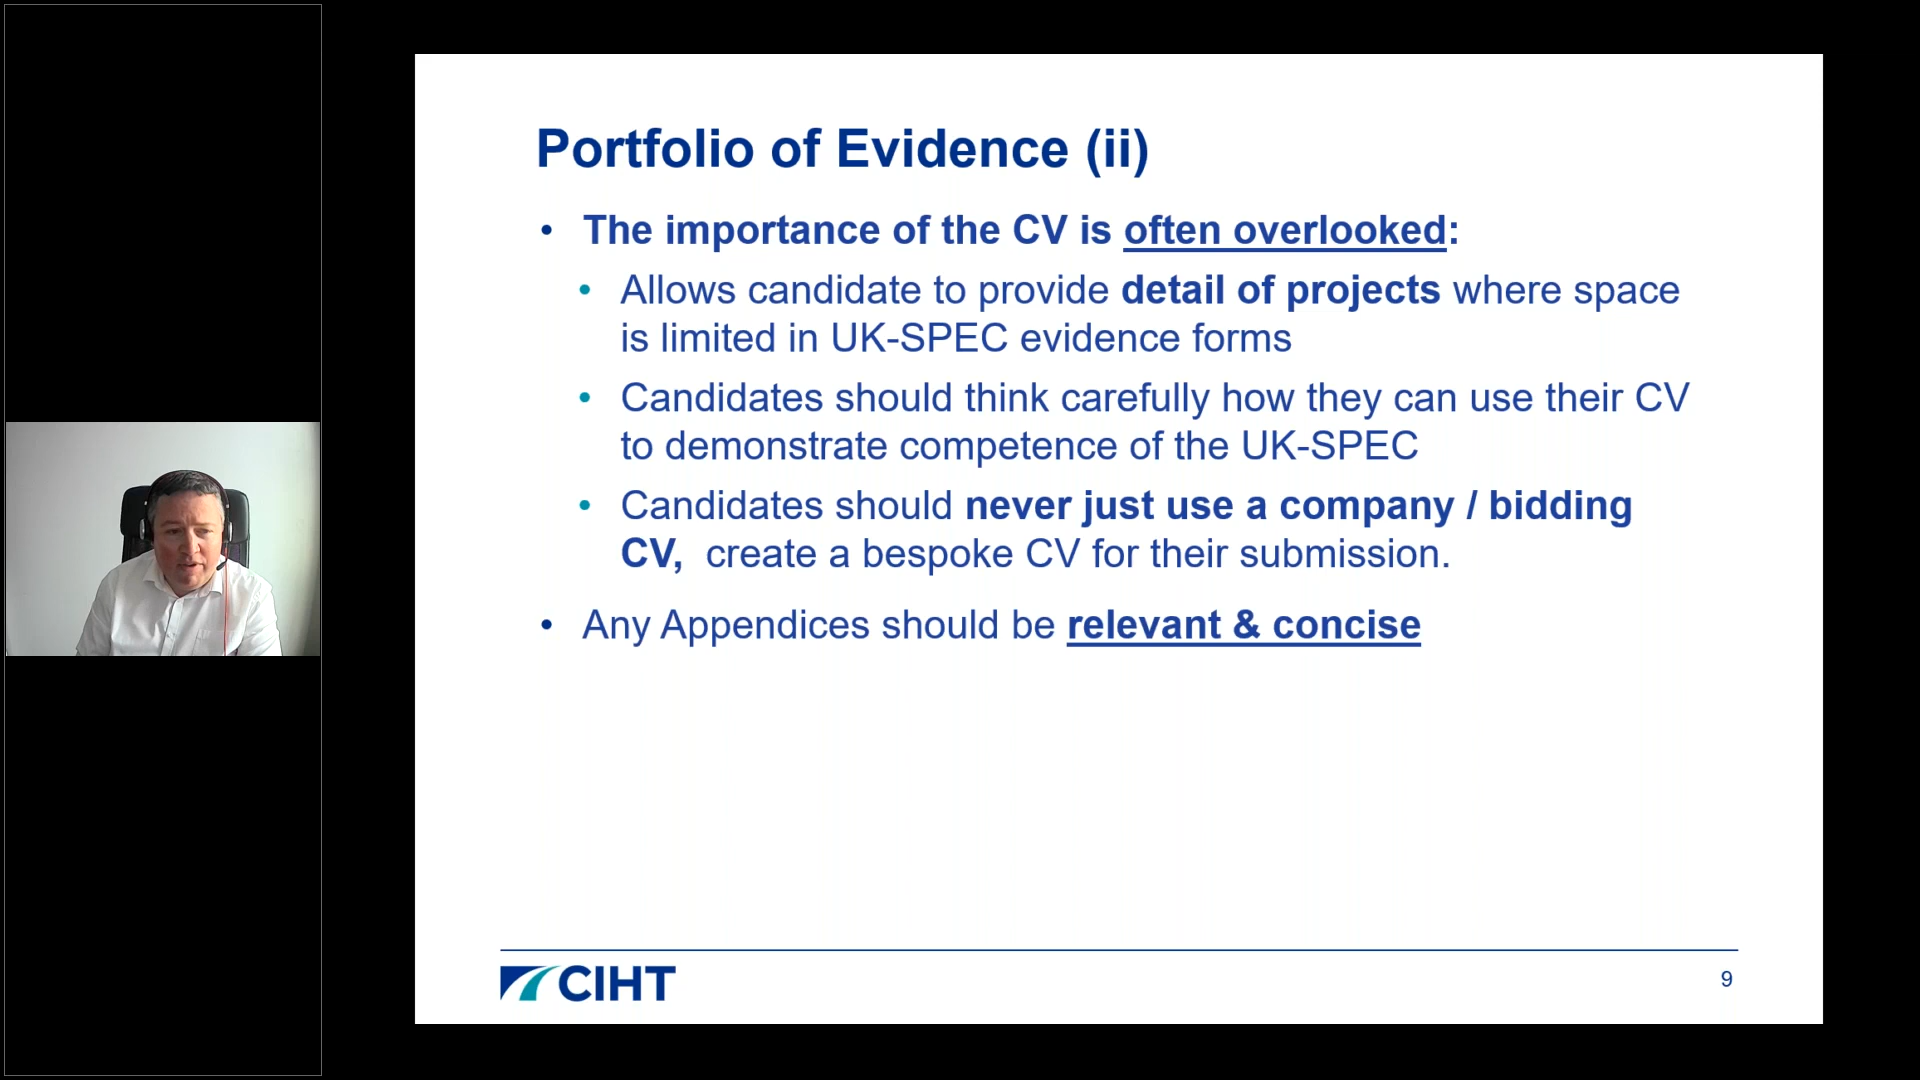 Portfolio of Evidence (ii)
• The importance of the CV is often overlooked:
• Allows candidate to provide detail of projects where space
is limited in UK-SPEC evidence forms
• Candidates should think carefully how they can use their CV
to demonstrate competence of the UK-SPEC
• Candidates should never just use a company / bidding
CV, create a bespoke CV for their submission.
• Any Appendices should be relevant & concise
CIHT
9